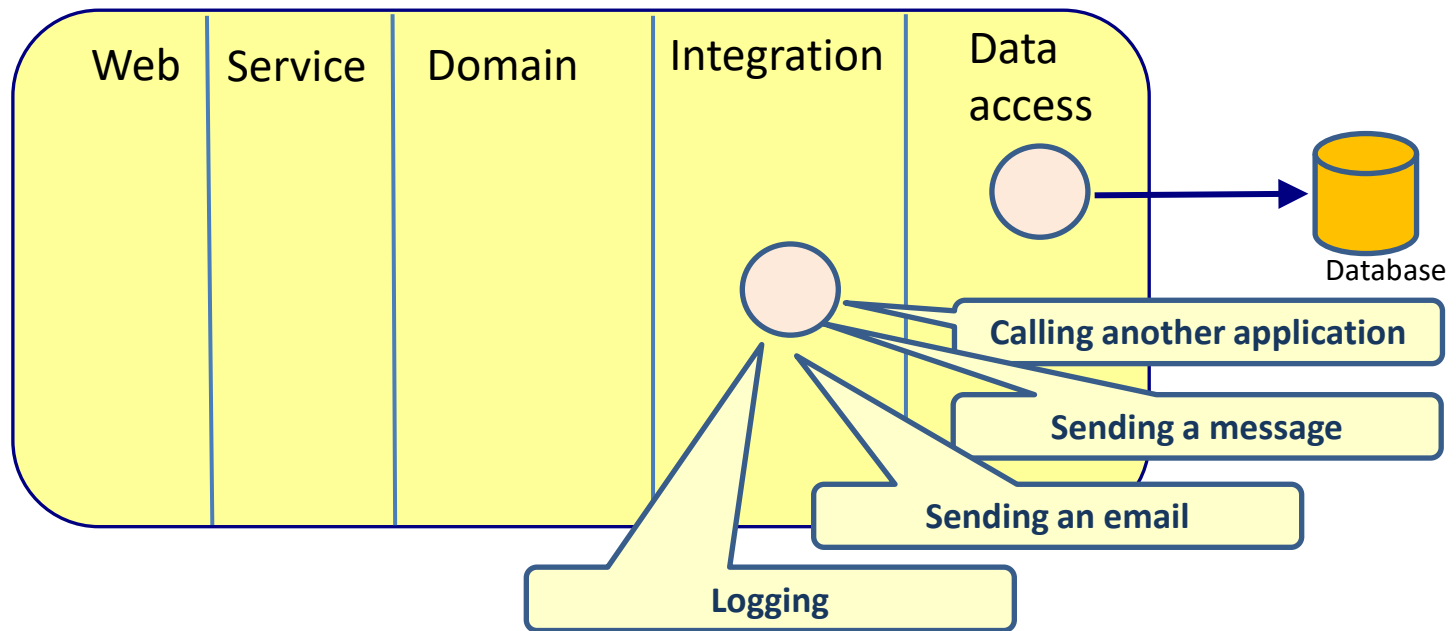 Web
Service
Domain
Integration
Data
access
Database
Calling another application
Sending a message
Sending an email
Logging